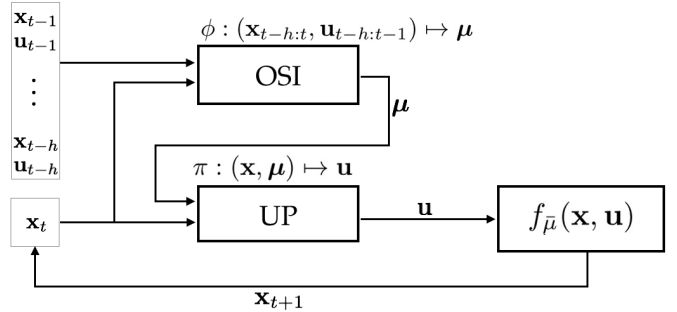 x_{t−1}
u_{t−1}
⋮
x_{t−h}
u_{t−h}
ϕ : (x_{t−h:t}, u_{t−h:t−1}) ↦ μ
OSI
μ
π : (x, μ) ↦ u
x_t
UP
u
f_{μ̄}(x, u)
x_{t+1}